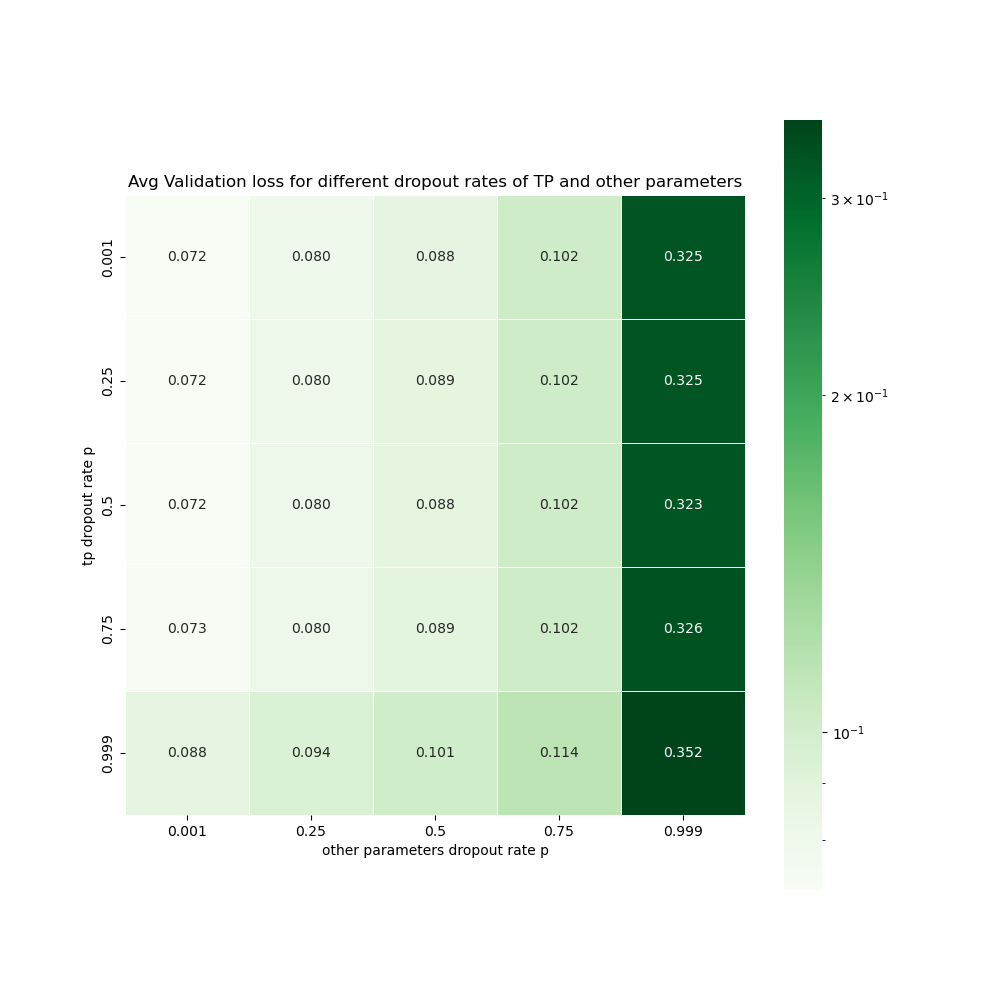 Avg Validation loss for different dropout rates of TP and other parameters
0.001 0.072 0.080 0.088 0.102 0.325
0.25 0.072 0.080 0.089 0.102 0.325
0.5 0.072 0.080 0.088 0.102 0.323
0.75 0.073 0.080 0.089 0.102 0.326
0.999 0.088 0.094 0.101 0.114 0.352
tp dropout rate p
0.001 0.25 0.5 0.75 0.999
other parameters dropout rate p
3 × 10⁻¹
2 × 10⁻¹
10⁻¹